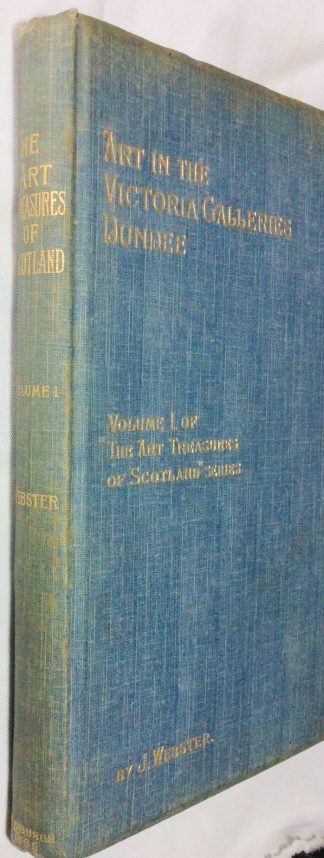 THE
ART
TREASURES
OF
SCOTLAND
VOLUME I
WEBSTER
ART IN THE
VICTORIA GALLERIES
DUNDEE
VOLUME I. OF
"THE ART TREASURES
OF SCOTLAND" SERIES
BY J. WEBSTER.